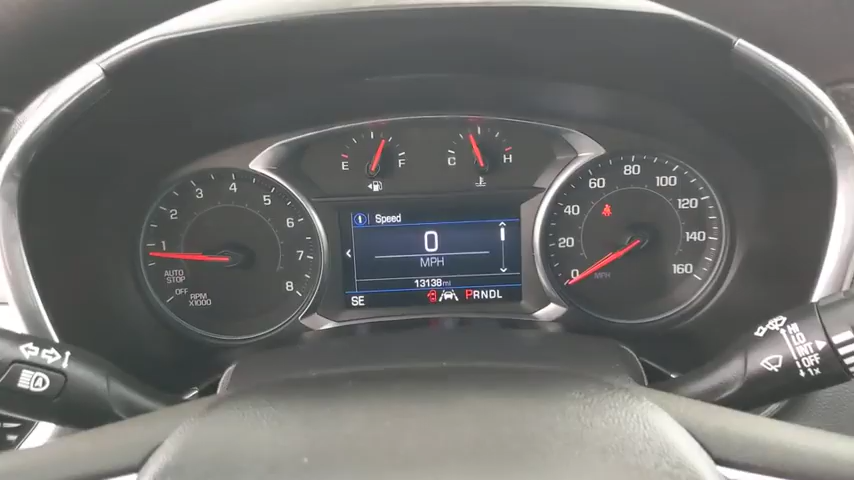 E F
C H
1 2 3 4 5 6 7 8
AUTO
STOP
OFF
RPM
X1000
i Speed
0
MPH
13138mi
SE
PRNDL
0 20 40 60 80 100 120 140 160
MPH
A
HI
LO
INT
OFF
1x